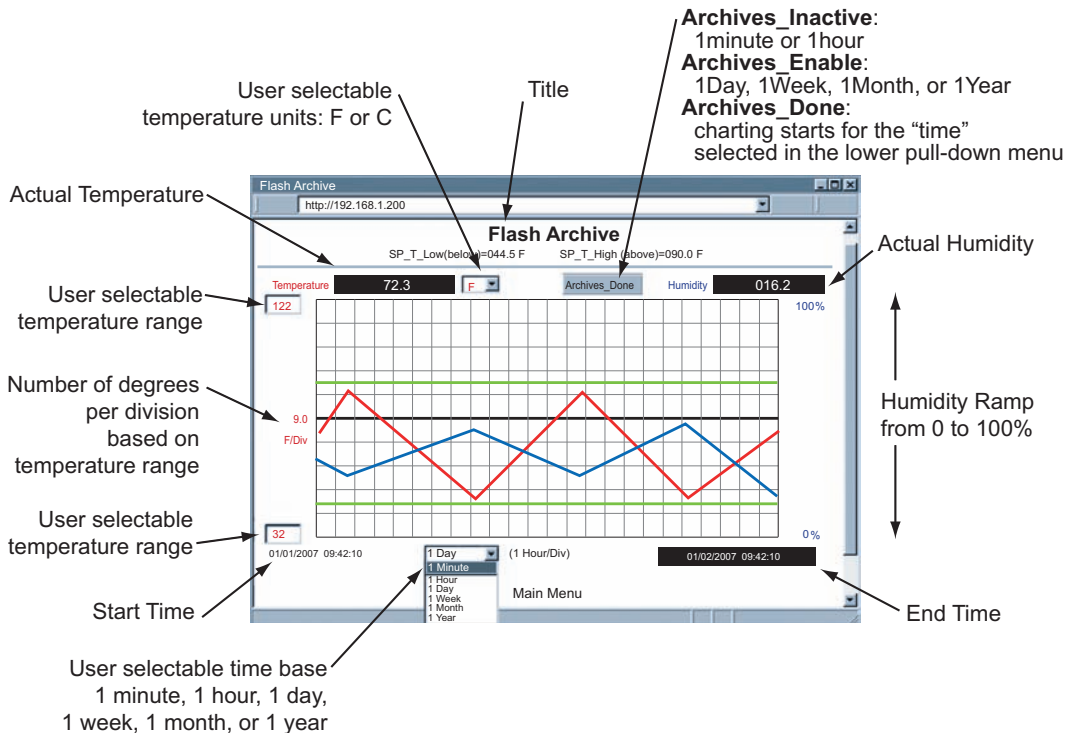 Archives_Inactive:
1minute or 1hour
Archives_Enable:
1Day, 1Week, 1Month, or 1Year
Archives_Done:
charting starts for the “time”
selected in the lower pull-down menu
User selectable
temperature units: F or C
Title
Actual Temperature
Flash Archive
http://192.168.1.200
Flash Archive
SP_T_Low(below)=044.5 F SP_T_High (above)=090.0 F
Actual Humidity
Temperature 72.3 F Archives_Done Humidity 016.2
User selectable
temperature range
122
100%
Number of degrees
per division
based on
temperature range
9.0
F/Div
Humidity Ramp
from 0 to 100%
User selectable
temperature range
32
0%
01/01/2007 09:42:10
1 Day (1 Hour/Div)
01/02/2007 09:42:10
1 Minute
1 Hour
1 Day
1 Week
1 Month
1 Year
Main Menu
Start Time
End Time
User selectable time base
1 minute, 1 hour, 1 day,
1 week, 1 month, or 1 year